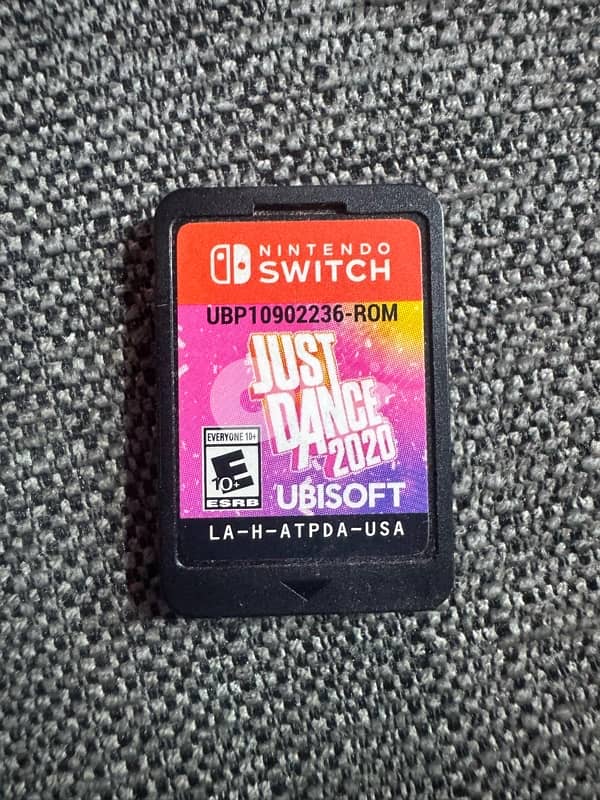 NINTENDO
SWITCH
UBP10902236-ROM
JUST
DANCE
2020
EVERYONE 10+
E
10+
ESRB
UBISOFT
LA-H-ATPDA-USA